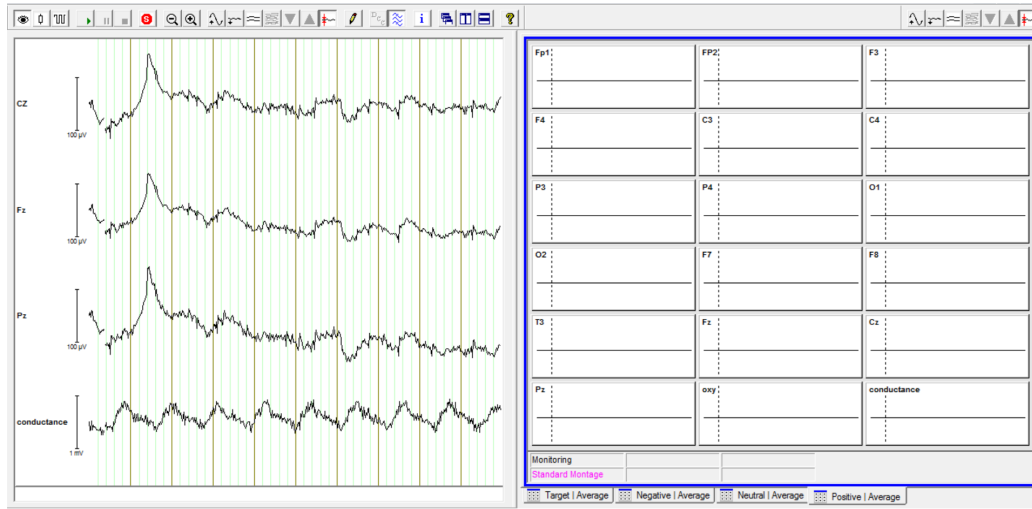 CZ
100 µV
Fz
100 µV
Pz
100 µV
conductance
1 mV
Fp1 FP2 F3
F4 C3 C4
P3 P4 O1
O2 F7 F8
T3 Fz Cz
Pz oxy conductance
Monitoring
Standard Montage
Target | Average Negative | Average Neutral | Average Positive | Average